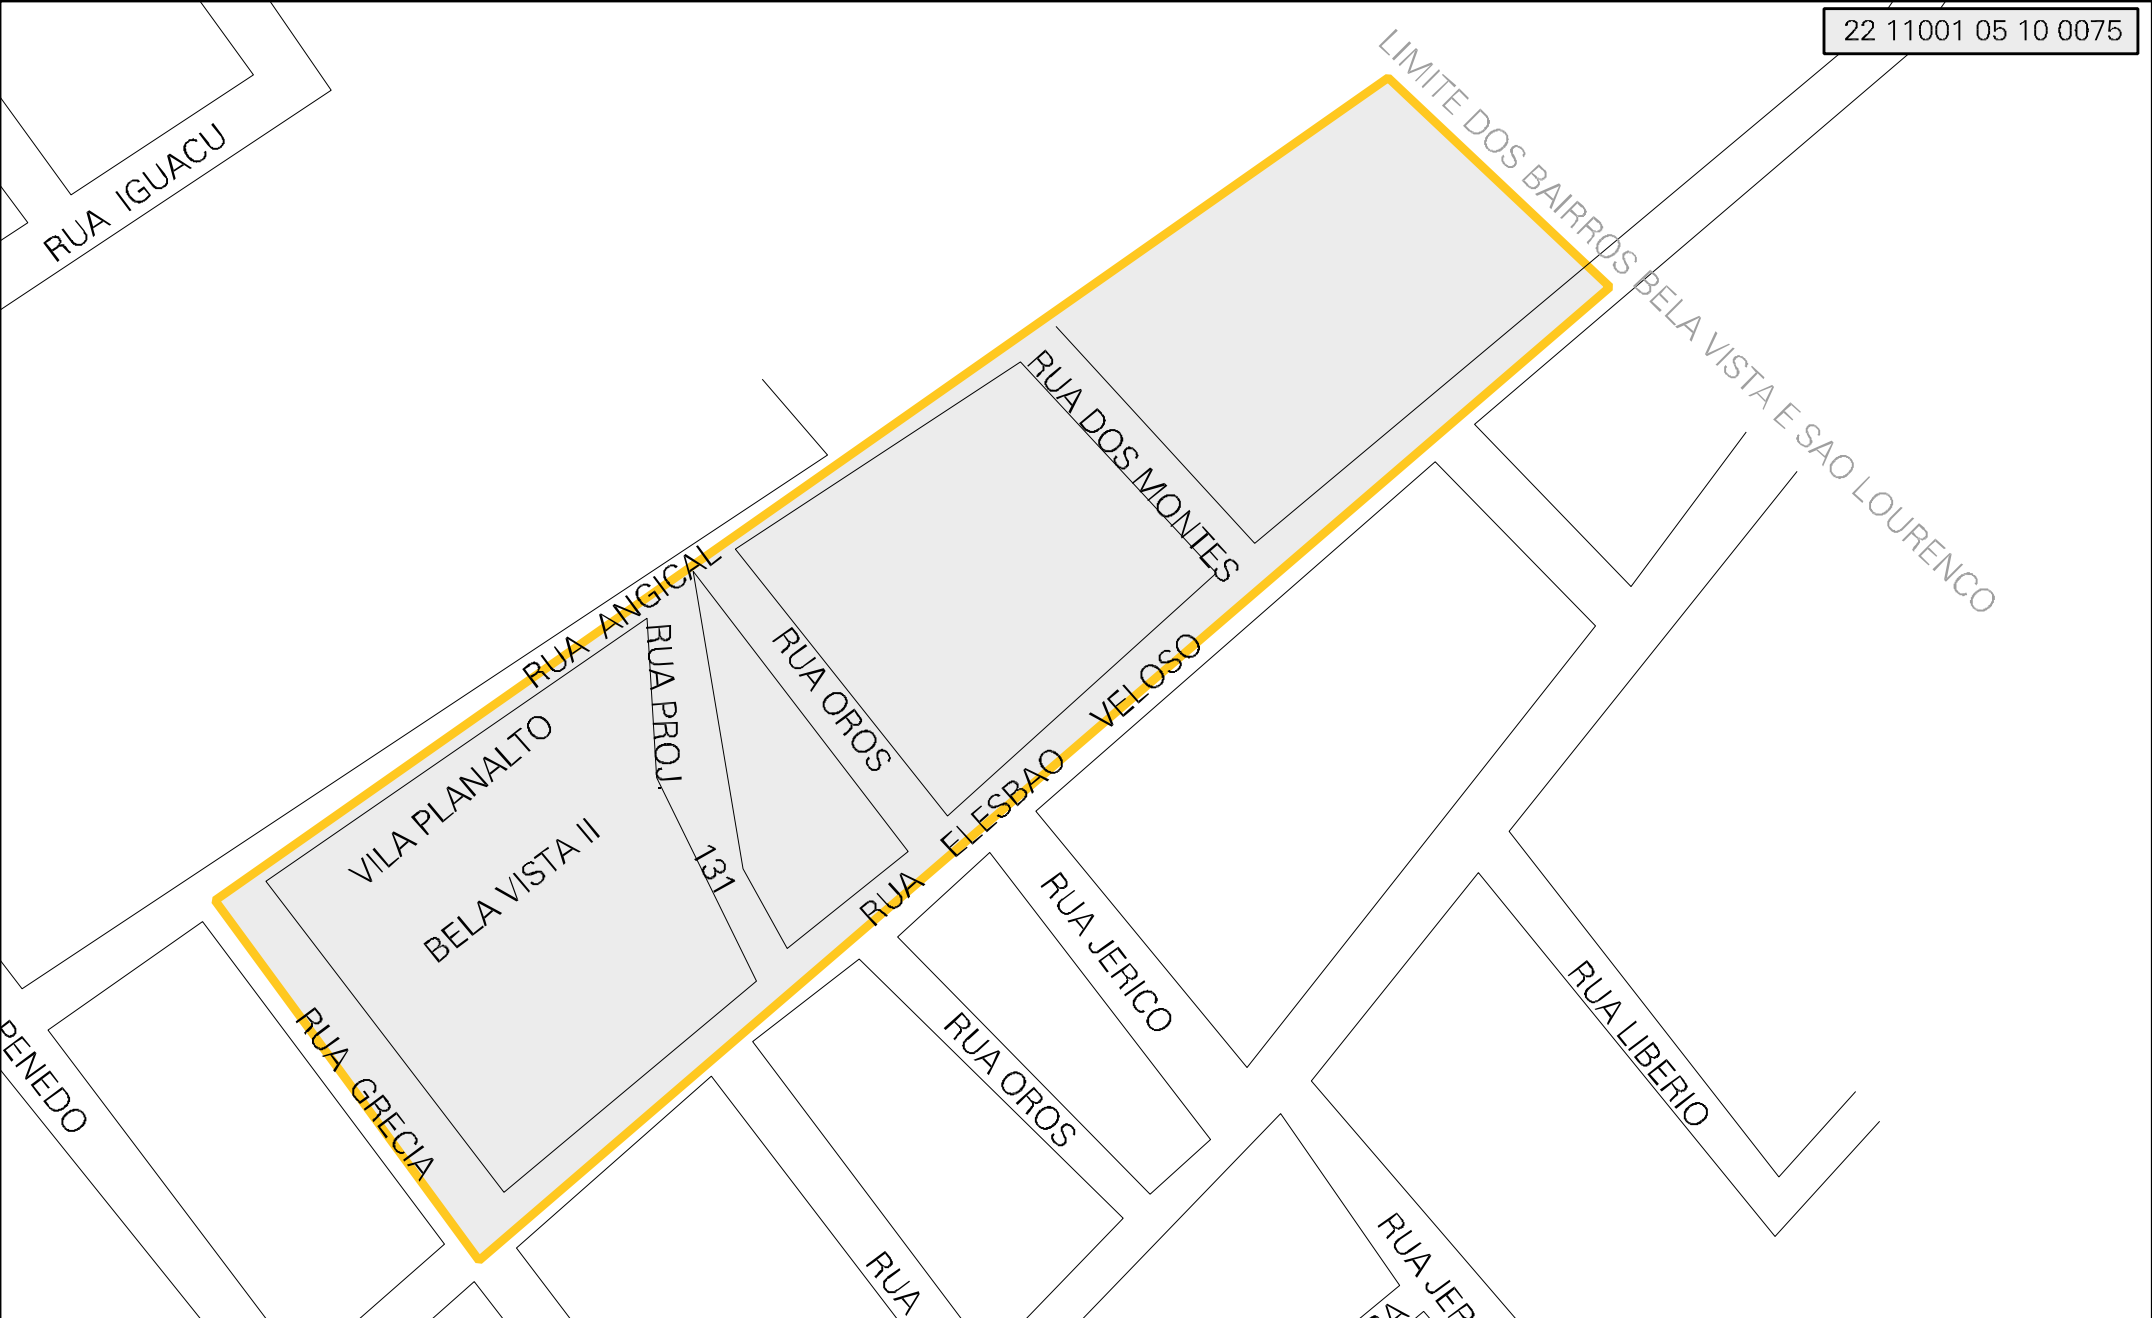 22 11001 05 10 0075
LIMITE DOS BAIRROS BELA VISTA E SAO LOURENCO
RUA IGUACU
RUA DOS MONTES
RUA ANGICAL
RUA PROJ.
131
RUA OROS
VILA PLANALTO
BELA VISTA II
RUA ELESBAO VELOSO
RUA JERICO
RUA OROS
RUA LIBERIO
RUA GRECIA
PENEDO
RUA
RUA JER